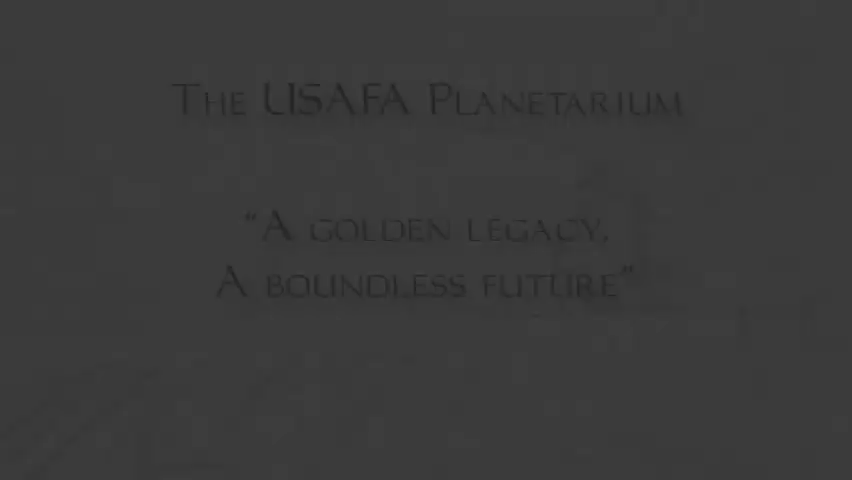 The USAFA Planetarium
“A golden legacy,
A boundless future”